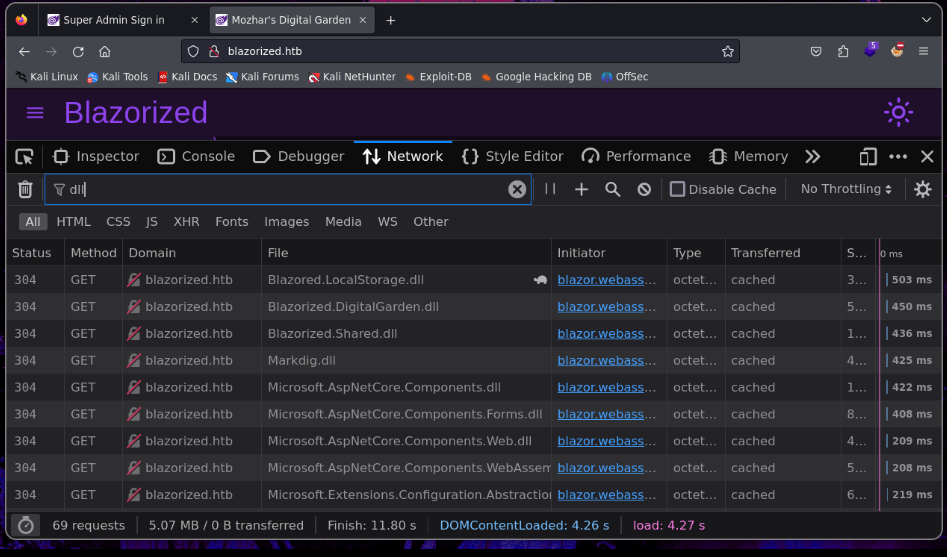 Super Admin Sign in
Mozhar's Digital Garden
blazorized.htb
5
Kali Linux Kali Tools Kali Docs Kali Forums Kali NetHunter Exploit-DB Google Hacking DB OffSec
Blazorized
Inspector Console Debugger Network Style Editor Performance Memory
dll Disable Cache No Throttling
All HTML CSS JS XHR Fonts Images Media WS Other
Status Method Domain File Initiator Type Transferred S… 0 ms
304 GET blazorized.htb Blazored.LocalStorage.dll blazor.webass… octet… cached 3… 503 ms
304 GET blazorized.htb Blazorized.DigitalGarden.dll blazor.webass… octet… cached 5… 450 ms
304 GET blazorized.htb Blazorized.Shared.dll blazor.webass… octet… cached 1… 436 ms
304 GET blazorized.htb Markdig.dll blazor.webass… octet… cached 4… 425 ms
304 GET blazorized.htb Microsoft.AspNetCore.Components.dll blazor.webass… octet… cached 1… 422 ms
304 GET blazorized.htb Microsoft.AspNetCore.Components.Forms.dll blazor.webass… octet… cached 8… 408 ms
304 GET blazorized.htb Microsoft.AspNetCore.Components.Web.dll blazor.webass… octet… cached 4… 209 ms
304 GET blazorized.htb Microsoft.AspNetCore.Components.WebAssem blazor.webass… octet… cached 5… 208 ms
304 GET blazorized.htb Microsoft.Extensions.Configuration.Abstraction blazor.webass… octet… cached 6… 219 ms
69 requests 5.07 MB / 0 B transferred Finish: 11.80 s DOMContentLoaded: 4.26 s load: 4.27 s